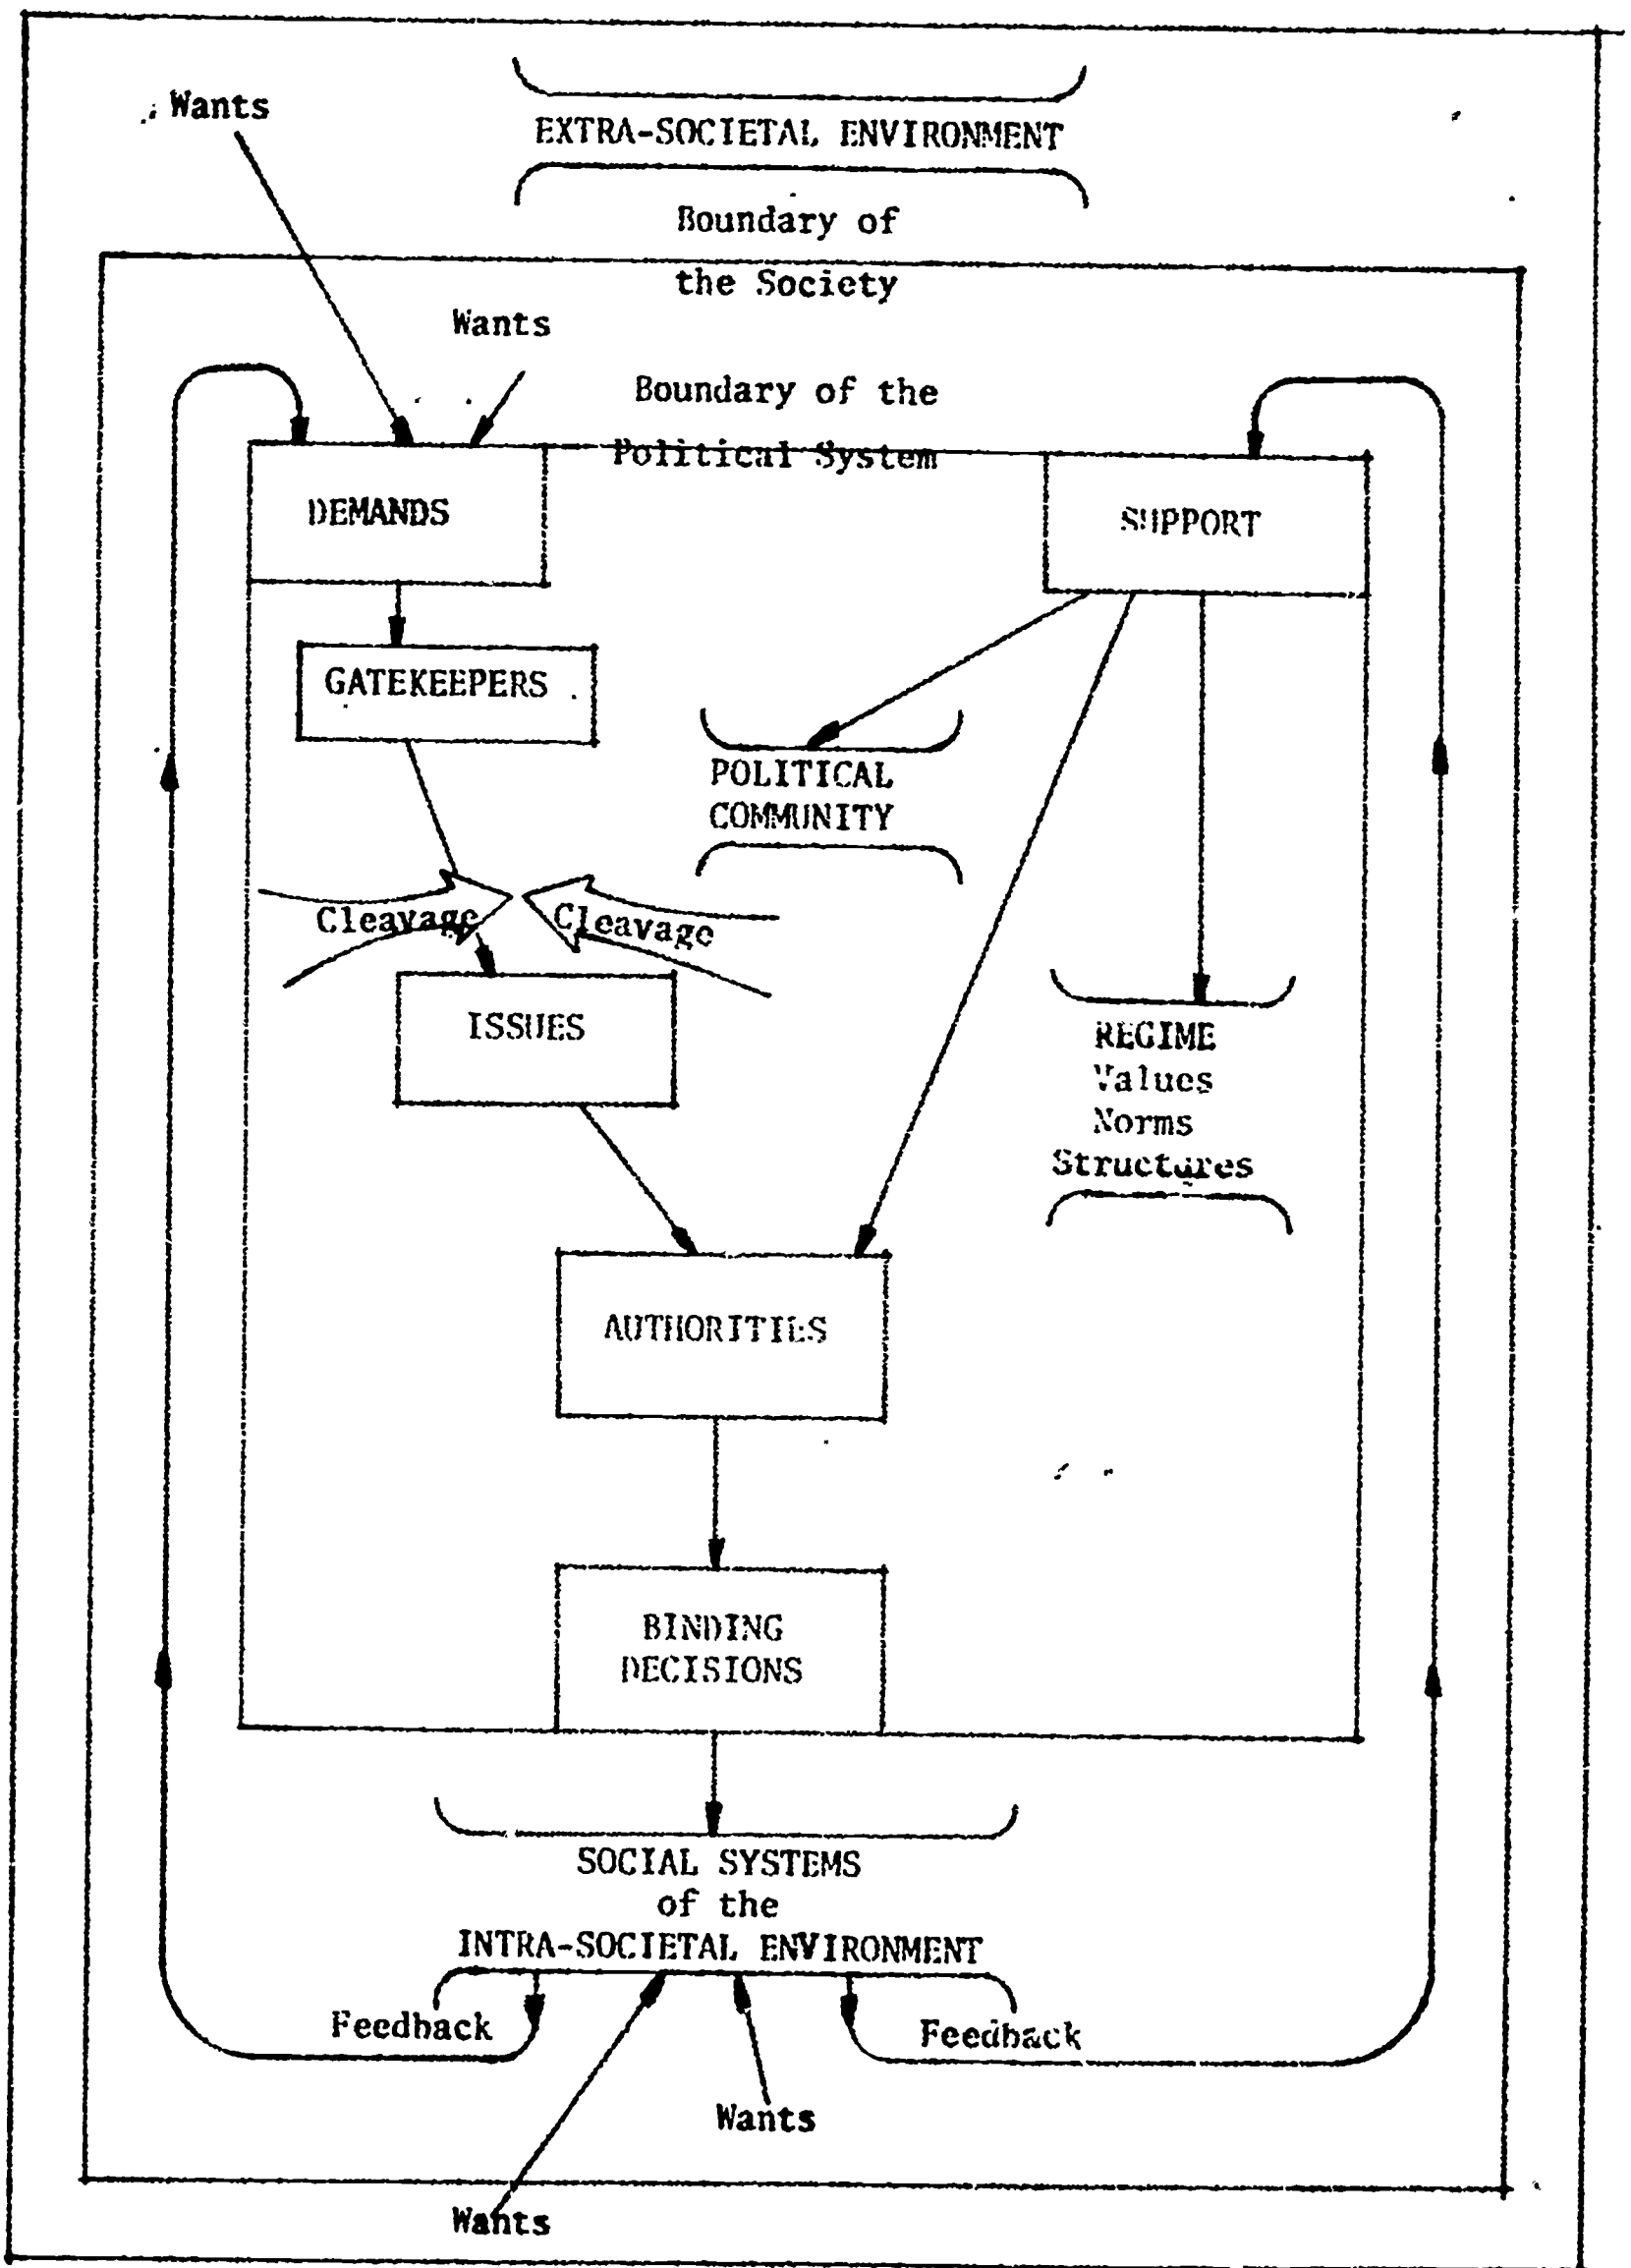 Wants
EXTRA-SOCIETAL ENVIRONMENT
Boundary of
the Society
Wants
Boundary of the
Political System
DEMANDS
SUPPORT
GATEKEEPERS
POLITICAL
COMMUNITY
Cleavage
Cleavage
ISSUES
REGIME
Values
Norms
Structures
AUTHORITIES
BINDING
DECISIONS
SOCIAL SYSTEMS
of the
INTRA-SOCIETAL ENVIRONMENT
Feedback
Feedback
Wants
Wants